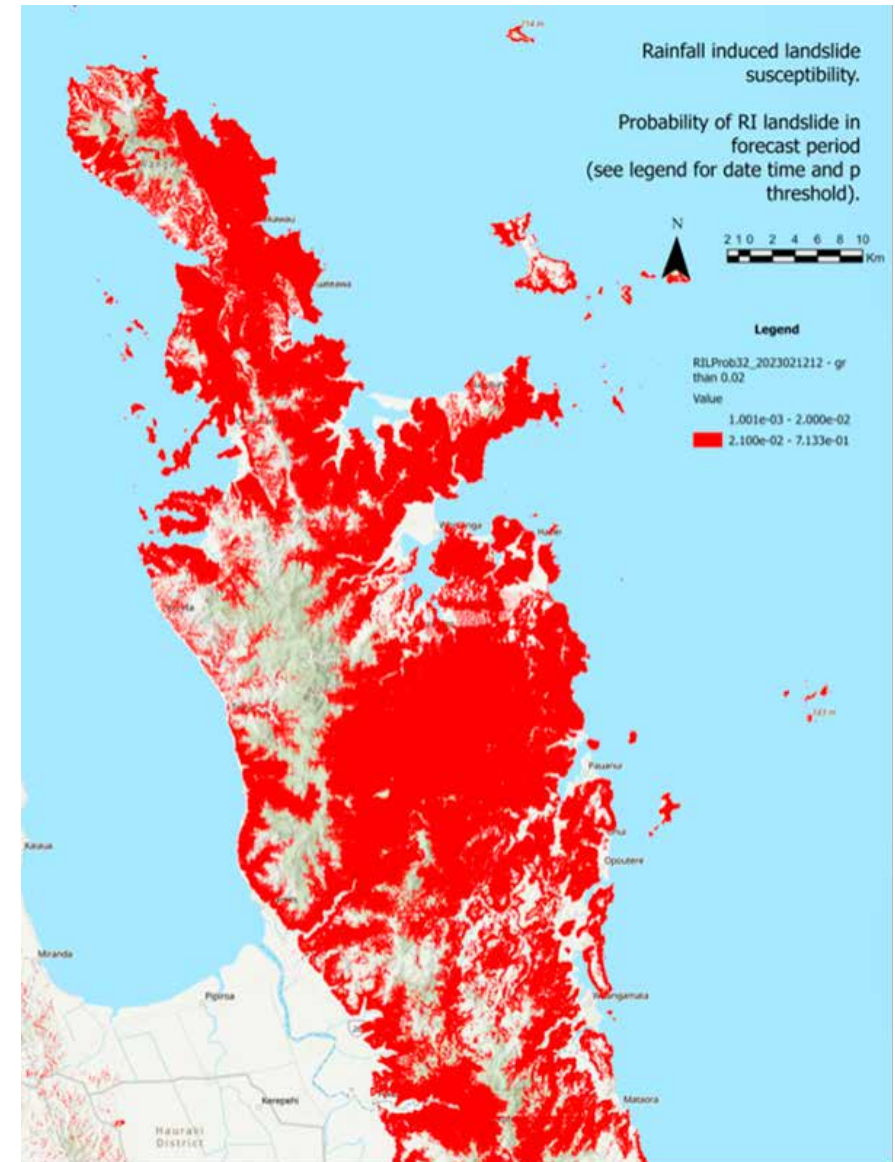 Rainfall induced landslide
susceptibility.
Probability of RI landslide in
forecast period
(see legend for date time and p
threshold).
N
2 1 0 2 4 6 8 10
Km
Legend
RILProb32_2023021212 - gr
than 0.02
Value
1.001e-03 - 2.000e-02
2.100e-02 - 7.133e-01
Pauanui
Opoutere
Kaiaua
Miranda
Pipiroa
Kerepehi
Mataora
Hauraki
District